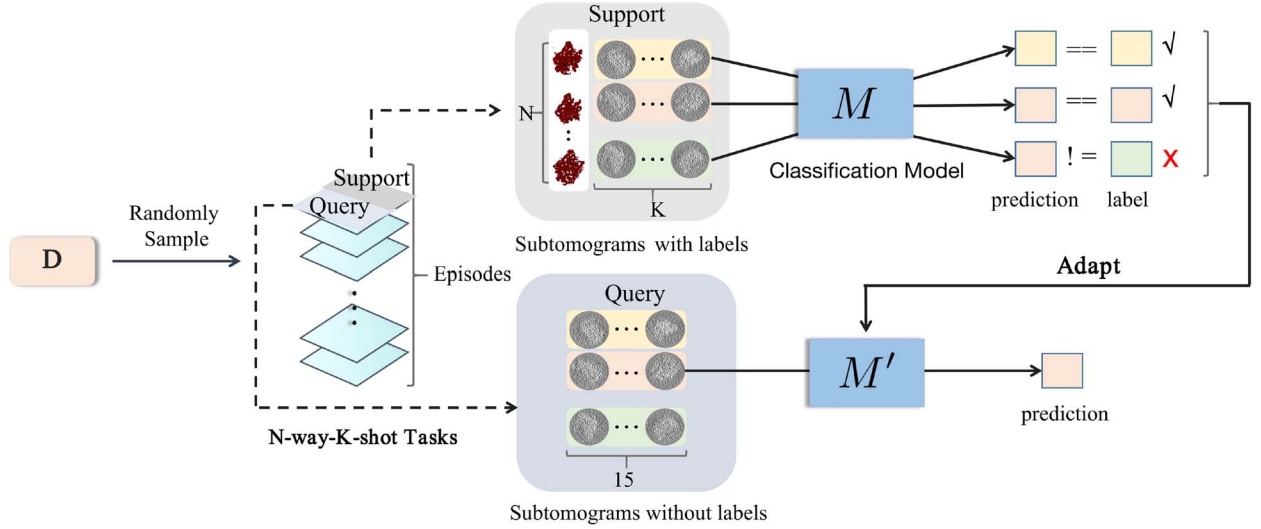 Support
N
K
Subtomograms with labels
M
Classification Model
== √
== √
! = X
prediction label
D
Randomly
Sample
Support
Query
Episodes
N-way-K-shot Tasks
Adapt
Query
15
Subtomograms without labels
M′
prediction